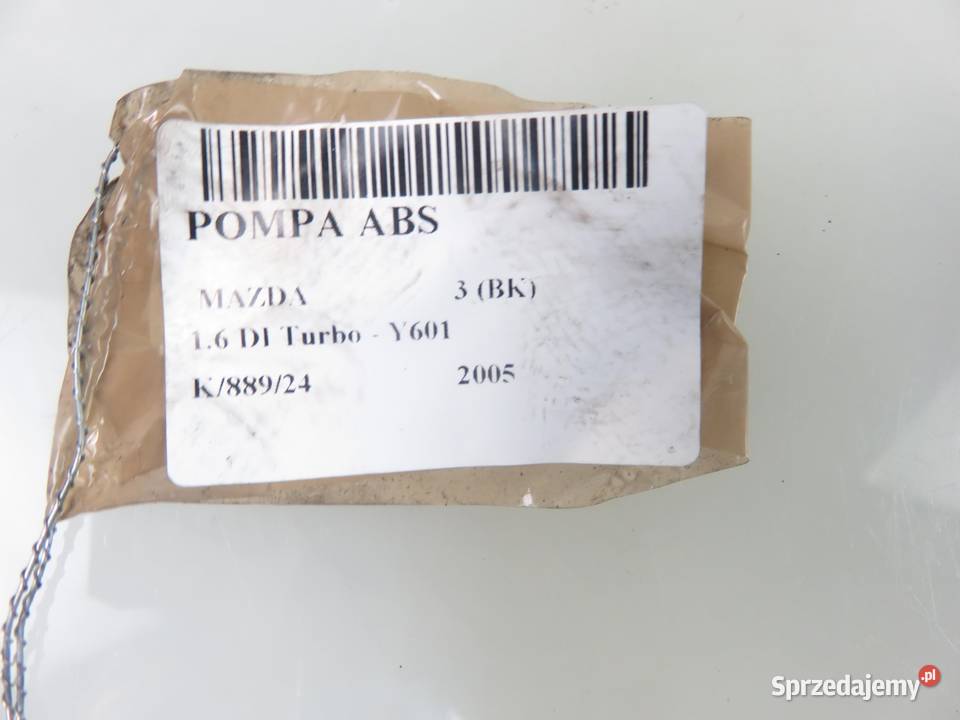 POMPA ABS
MAZDA 3 (BK)
1.6 DI Turbo - Y601
K/889/24 2005
Sprzedajemy.pl